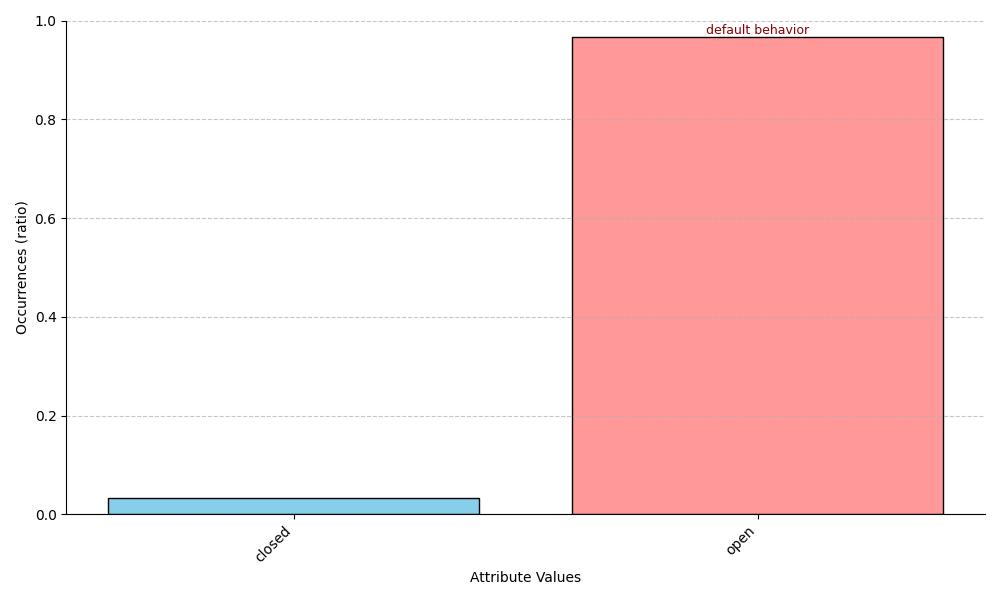 1.0
default behavior
0.8
0.6
0.4
0.2
0.0
Occurrences (ratio)
closed
open
Attribute Values